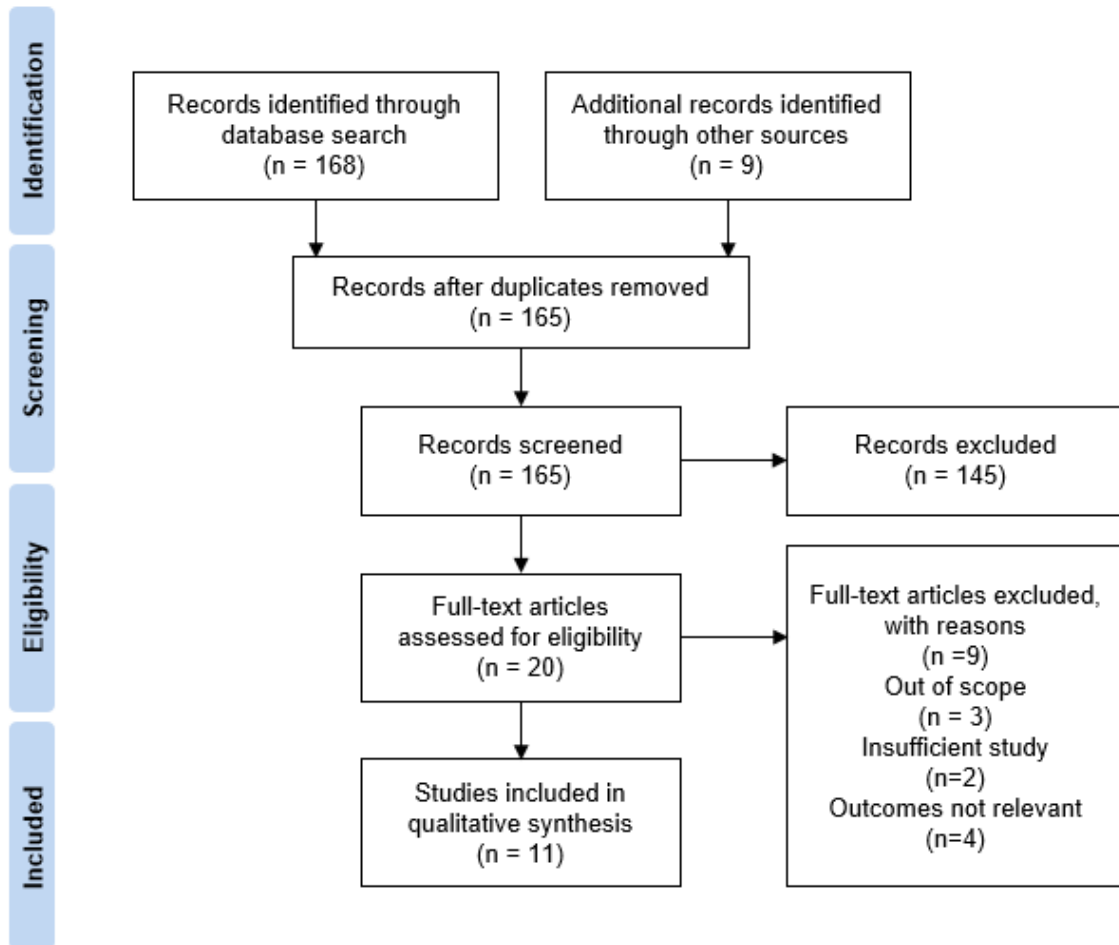 Identification
Records identified through
database search
(n = 168)
Additional records identified
through other sources
(n = 9)
Screening
Records after duplicates removed
(n = 165)
Records screened
(n = 165)
Records excluded
(n = 145)
Eligibility
Full-text articles
assessed for eligibility
(n = 20)
Full-text articles excluded,
with reasons
(n =9)
Out of scope
(n = 3)
Insufficient study
(n=2)
Outcomes not relevant
(n=4)
Included
Studies included in
qualitative synthesis
(n = 11)